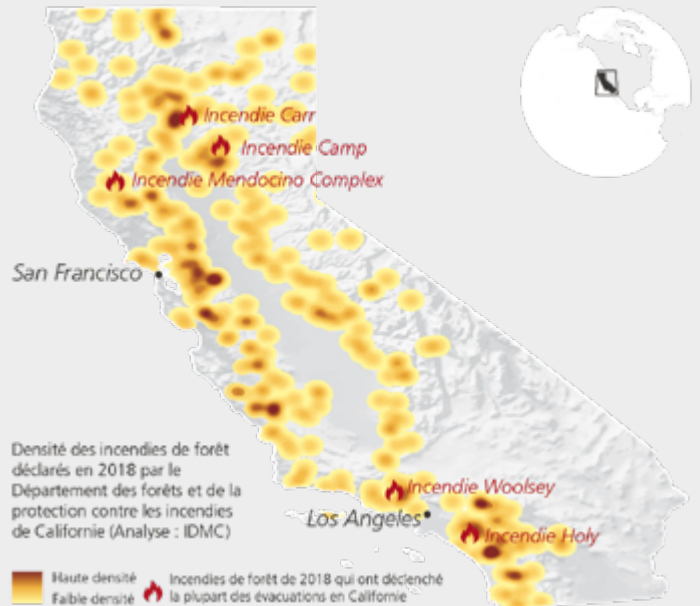 Incendie Carr
Incendie Camp
Incendie Mendocino Complex
San Francisco
Incendie Woolsey
Los Angeles
Incendie Holy
Densité des incendies de forêt
déclarés en 2018 par le
Département des forêts et de la
protection contre les incendies
de Californie (Analyse : IDMC)
Haute densité
Faible densité
Incendies de forêt de 2018 qui ont déclenché
la plupart des évacuations en Californie